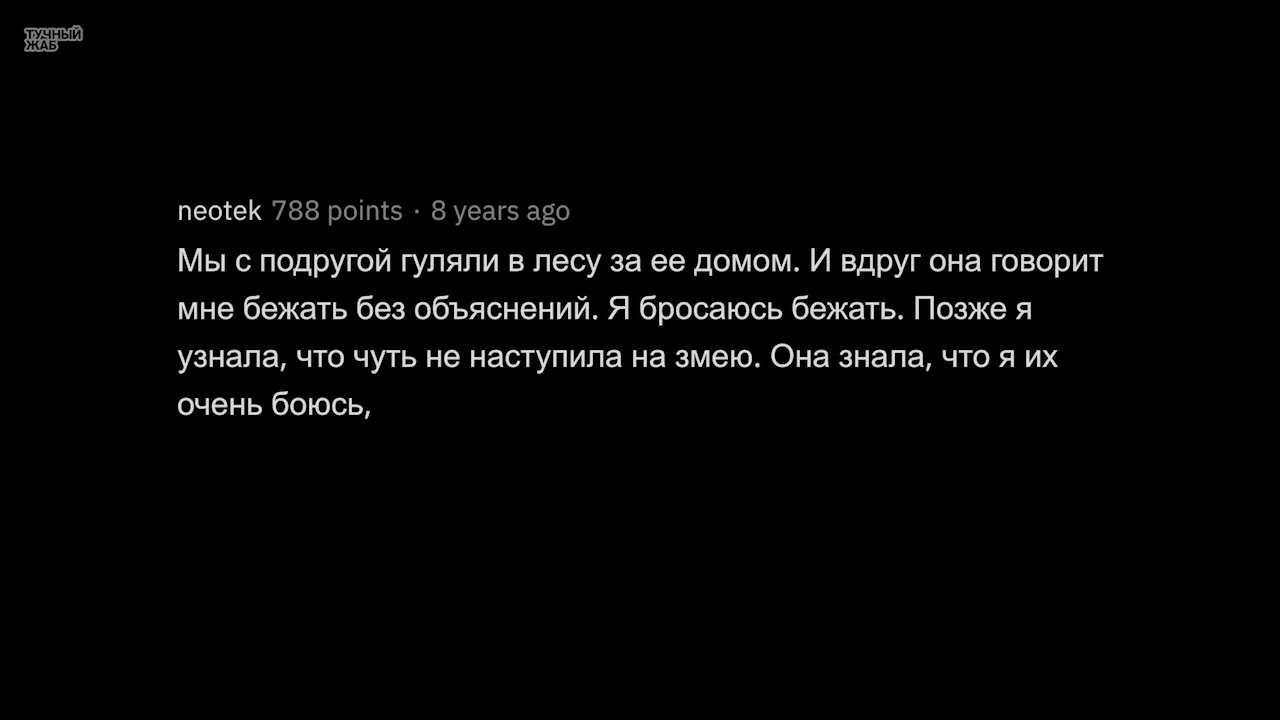 ТУЧНЫЙ
ЖАБ
neotek 788 points · 8 years ago
Мы с подругой гуляли в лесу за ее домом. И вдруг она говорит
мне бежать без объяснений. Я бросаюсь бежать. Позже я
узнала, что чуть не наступила на змею. Она знала, что я их
очень боюсь,